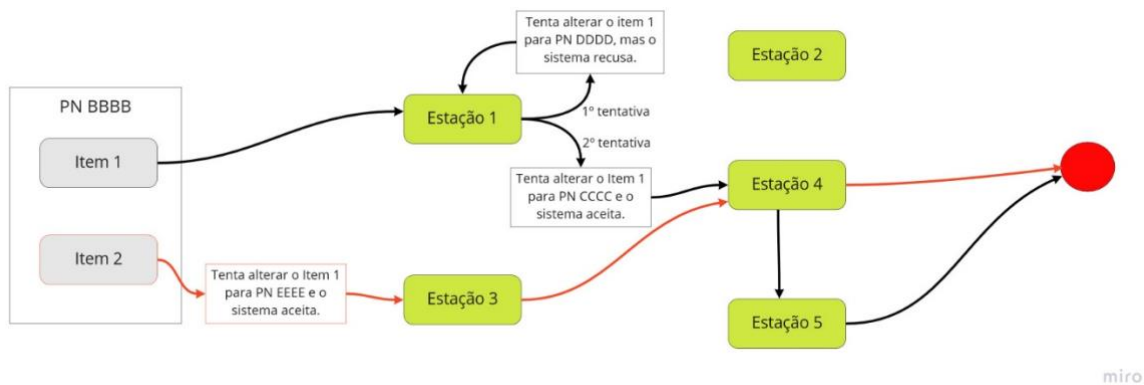 PN BBBB
Item 1
Item 2
Tenta alterar o Item 1
para PN EEEE e o
sistema aceita.
Estação 1
Tenta alterar o item 1
para PN DDDD, mas o
sistema recusa.
1º tentativa
2º tentativa
Tenta alterar o Item 1
para PN CCCC e o
sistema aceita.
Estação 3
Estação 2
Estação 4
Estação 5
miro